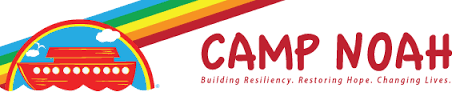 CAMP NOAH
Building Resiliency. Restoring Hope. Changing Lives.